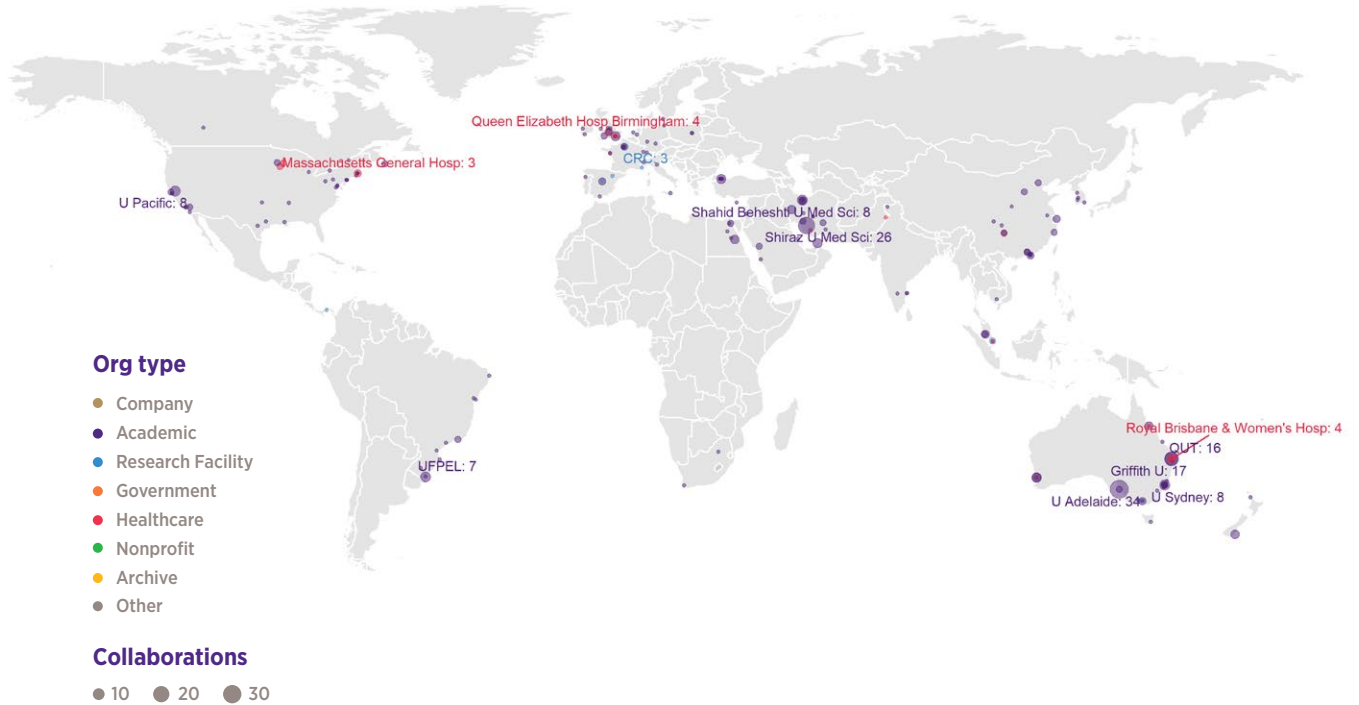 Queen Elizabeth Hosp Birmingham: 4
Massachusetts General Hosp: 3
CRC: 3
U Pacific: 8
Shahid Beheshti U Med Sci: 8
Shiraz U Med Sci: 26
Org type
Company
Academic
Research Facility
Government
Healthcare
Nonprofit
Archive
Other
UFPEL: 7
Royal Brisbane & Women's Hosp: 4
QUT: 16
Griffith U: 17
U Adelaide: 34
U Sydney: 8
Collaborations
10 20 30